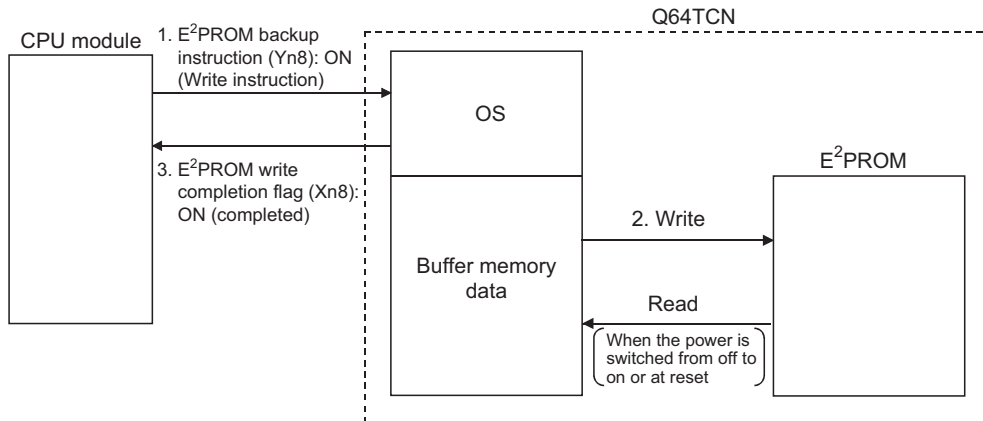 Q64TCN
CPU module
1. E²PROM backup
instruction (Yn8): ON
(Write instruction)
OS
3. E²PROM write
completion flag (Xn8):
ON (completed)
E²PROM
2. Write
Buffer memory
data
Read
When the power is
switched from off to
on or at reset